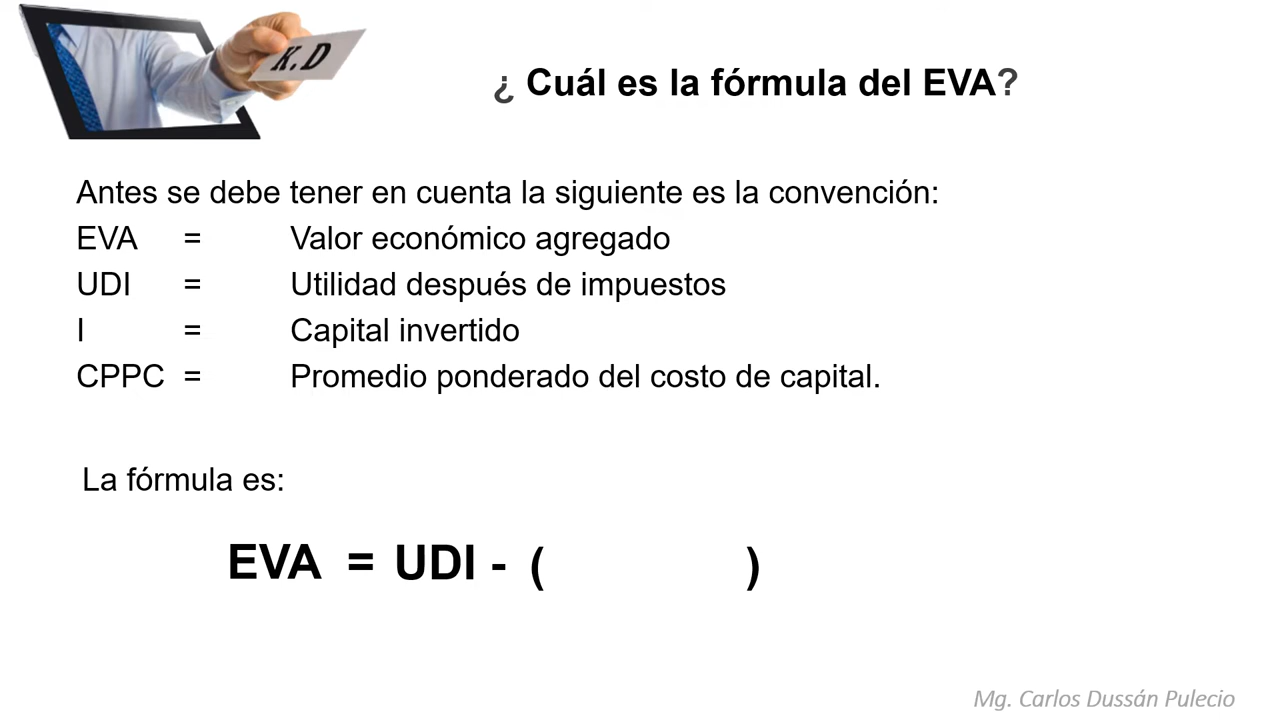 K.D
¿ Cuál es la fórmula del EVA?
Antes se debe tener en cuenta la siguiente es la convención:
EVA = Valor económico agregado
UDI = Utilidad después de impuestos
I = Capital invertido
CPPC = Promedio ponderado del costo de capital.
La fórmula es:
EVA = UDI - ( )
Mg. Carlos Dussán Pulecio